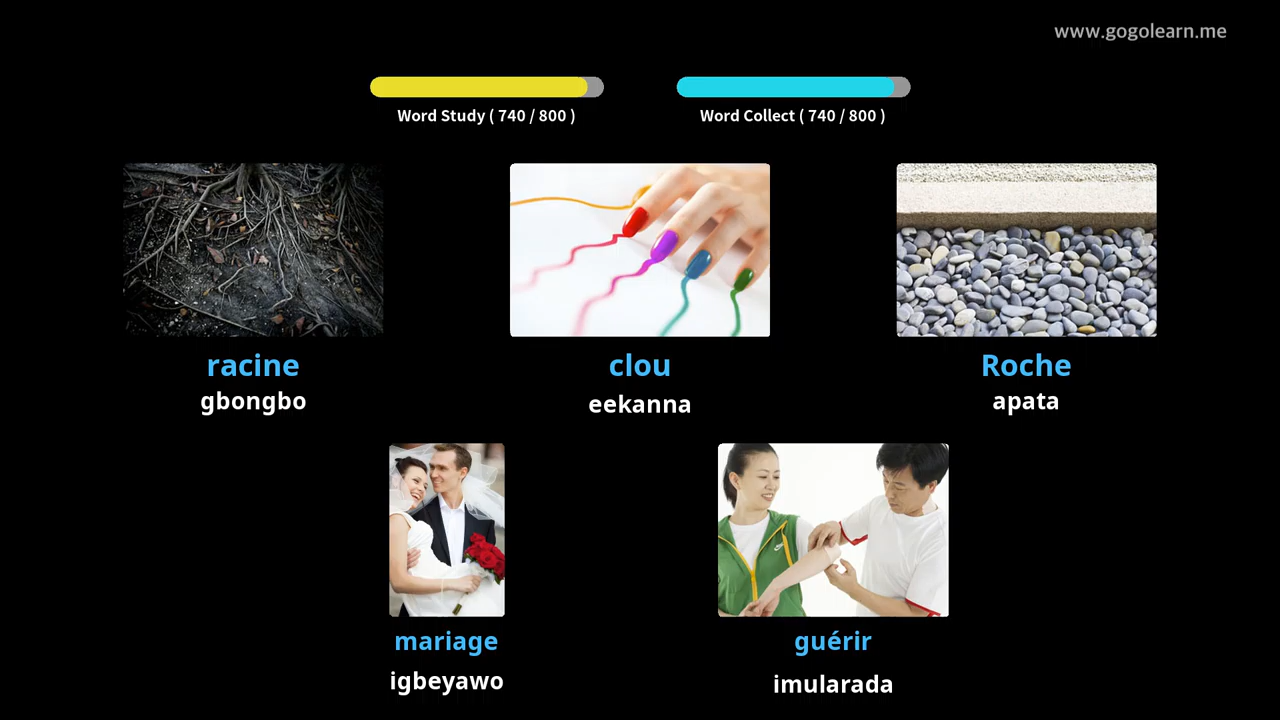 www.gogolearn.me
Word Study ( 740 / 800 )
Word Collect ( 740 / 800 )
racine
gbongbo
clou
eekanna
Roche
apata
mariage
igbeyawo
guérir
imularada